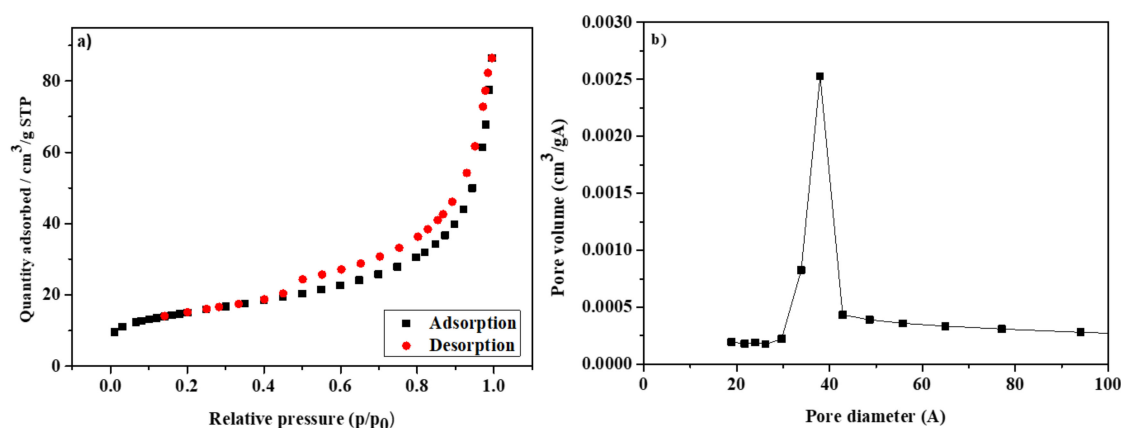 a)
Quantity adsorbed / cm³/g STP
80
60
40
20
0
0.0 0.2 0.4 0.6 0.8 1.0
Relative pressure (p/p₀)
Adsorption
Desorption
b)
Pore volume (cm³/gA)
0.0030
0.0025
0.0020
0.0015
0.0010
0.0005
0.0000
0 20 40 60 80 100
Pore diameter (A)